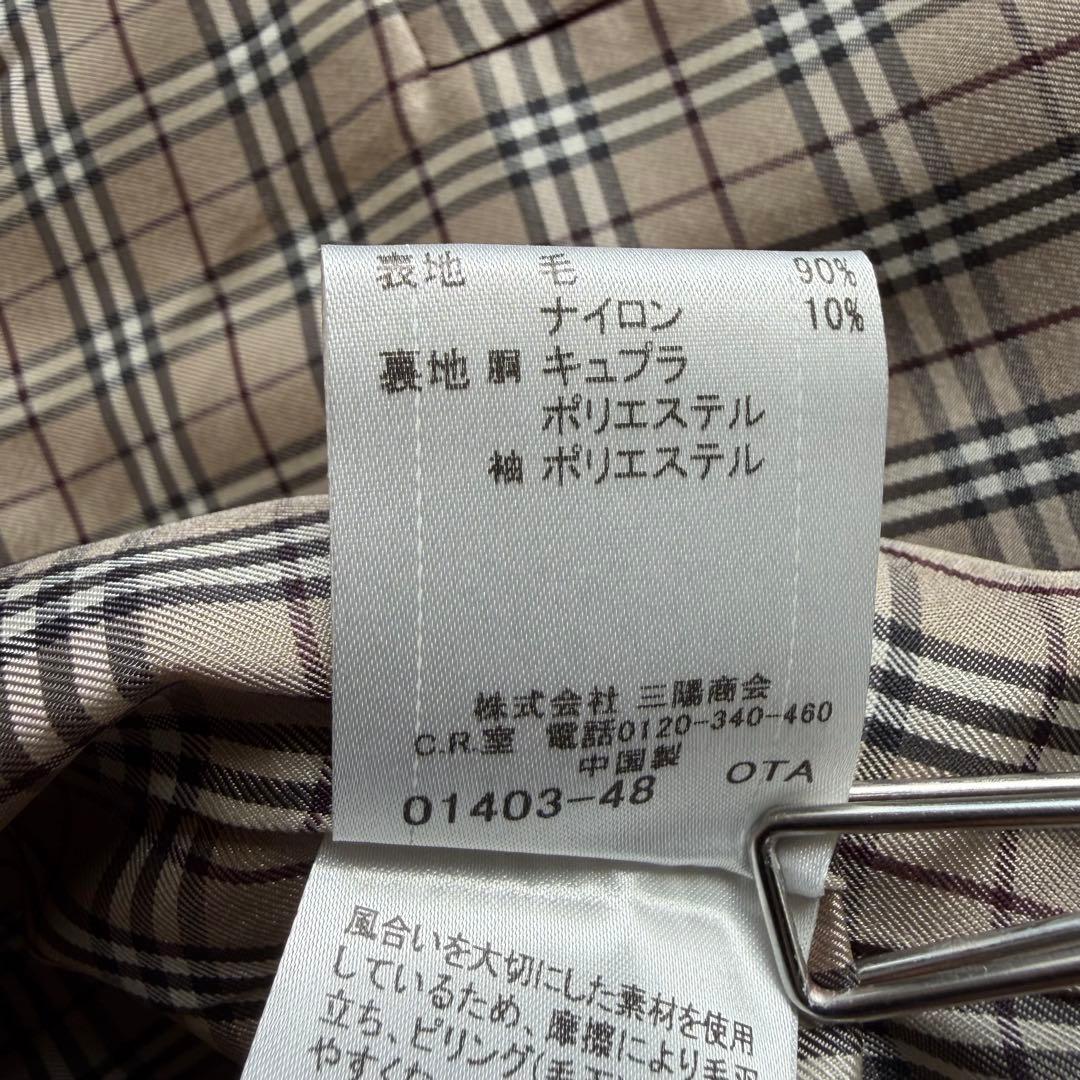 表地 毛 90%
ナイロン 10%
裏地 胴 キュプラ
ポリエステル
袖 ポリエステル
株式会社 三陽商会
C.R.室 電話0120-340-460
中国製
01403-48 OTA
風合いを大切にした素材を使用
しているため、摩擦により毛羽
立ち、ピリング(毛玉
やすく